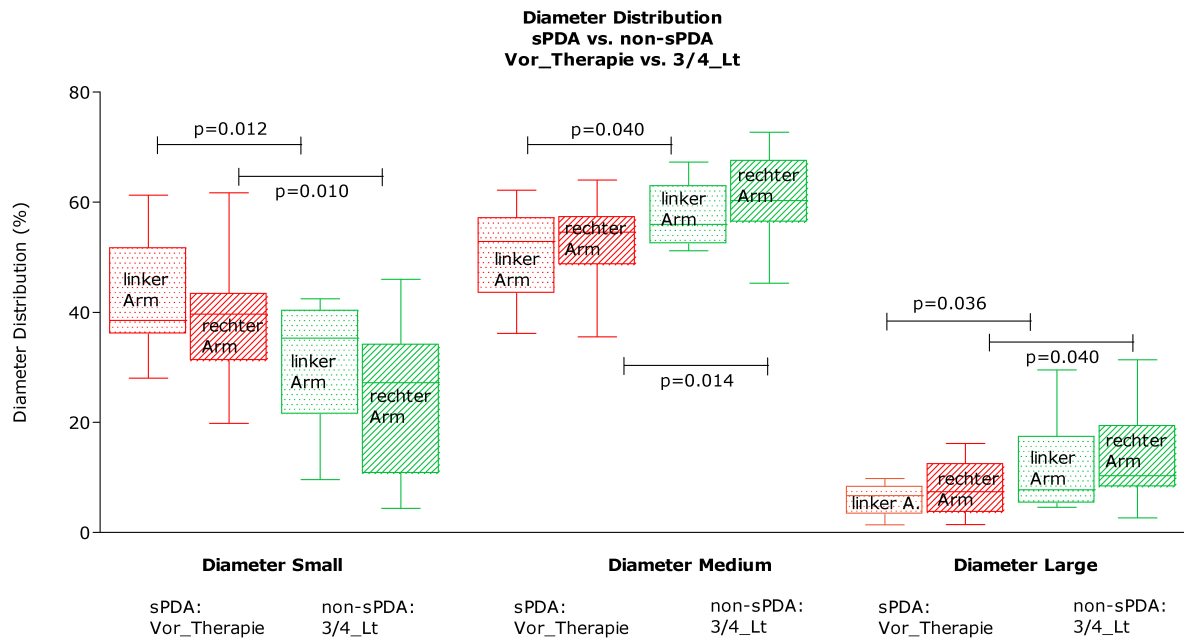 Diameter Distribution
sPDA vs. non-sPDA
Vor_Therapie vs. 3/4_Lt
Diameter Distribution (%)
80
60
40
20
0
p=0.012
p=0.010
linker
Arm
rechter
Arm
linker
Arm
rechter
Arm
p=0.040
p=0.014
linker
Arm
rechter
Arm
linker
Arm
rechter
Arm
p=0.036
p=0.040
linker A.
rechter
Arm
linker
Arm
rechter
Arm
Diameter Small
Diameter Medium
Diameter Large
sPDA:
Vor_Therapie
non-sPDA:
3/4_Lt
sPDA:
Vor_Therapie
non-sPDA:
3/4_Lt
sPDA:
Vor_Therapie
non-sPDA:
3/4_Lt